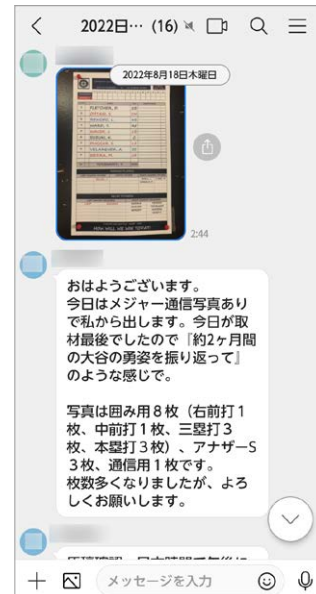 2022日… (16)
2022年8月18日木曜日
2:44
おはようございます。
今日はメジャー通信写真あり
で私から出します。今日が取
材最後でしたので『約2ヶ月間
の大谷の勇姿を振り返って』
のような感じで。
写真は囲み用8枚（右前打1
枚、中前打1枚、三塁打3
枚、本塁打3枚）、アナザーS
3枚、通信用1枚です。
枚数多くなりましたが、よろ
しくお願いします。
メッセージを入力